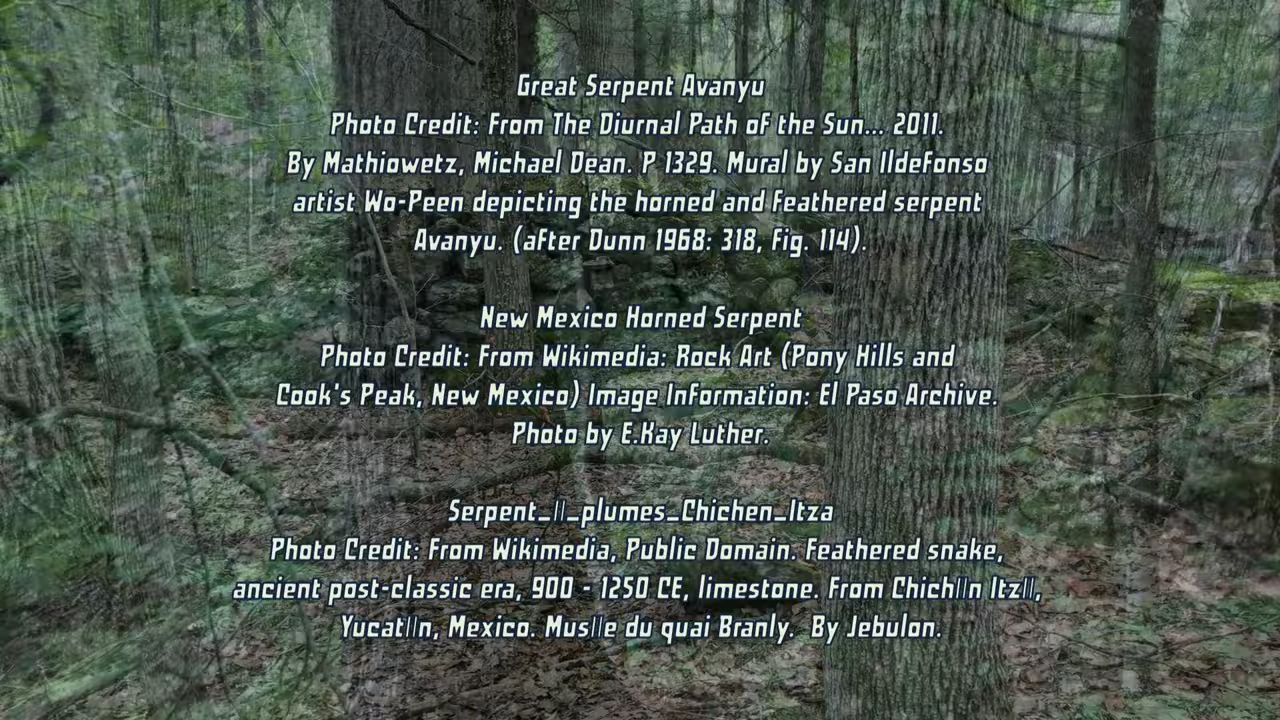 Great Serpent Avanyu
Photo Credit: From The Diurnal Path of the Sun... 2011.
By Mathiowetz, Michael Dean. P 1329. Mural by San Ildefonso
artist Wo-Peen depicting the horned and feathered serpent
Avanyu. (after Dunn 1968: 318, Fig. 114).
New Mexico Horned Serpent
Photo Credit: From Wikimedia: Rock Art (Pony Hills and
Cook's Peak, New Mexico) Image Information: El Paso Archive.
Photo by E.Kay Luther.
Serpent_▯▯_plumes_Chichen_Itza
Photo Credit: From Wikimedia, Public Domain. Feathered snake,
ancient post-classic era, 900 - 1250 CE, limestone. From Chich▯▯n Itz▯▯,
Yucat▯▯n, Mexico. Mus▯▯e du quai Branly. By Jebulon.